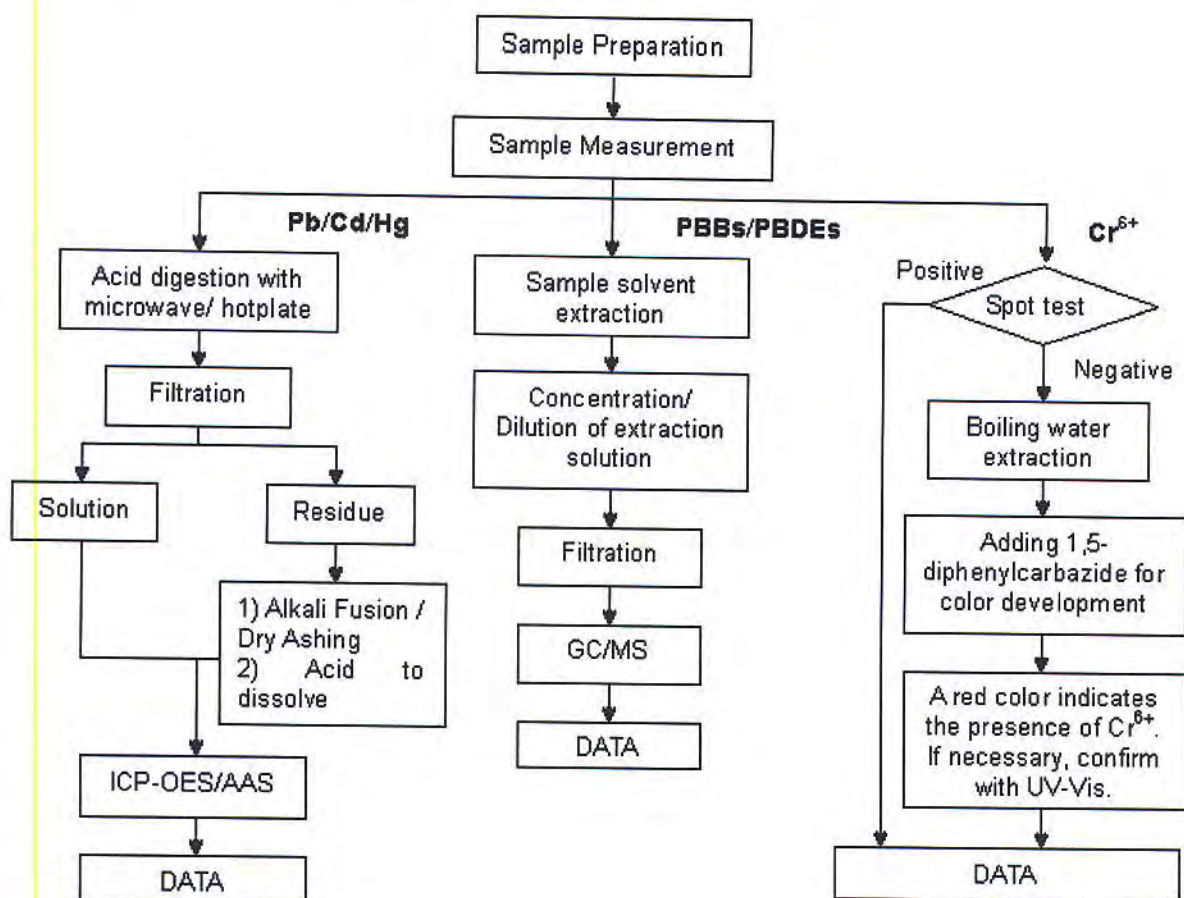 Sample Preparation
Sample Measurement
Pb/Cd/Hg
Acid digestion with
microwave/ hotplate
Filtration
Solution
Residue
1) Alkali Fusion /
Dry Ashing
2) Acid to
dissolve
ICP-OES/AAS
DATA
PBBs/PBDEs
Sample solvent
extraction
Concentration/
Dilution of extraction
solution
Filtration
GC/MS
DATA
Cr⁶⁺
Positive
Spot test
Negative
Boiling water
extraction
Adding 1,5-
diphenylcarbazide for
color development
A red color indicates
the presence of Cr⁶⁺.
If necessary, confirm
with UV-Vis.
DATA